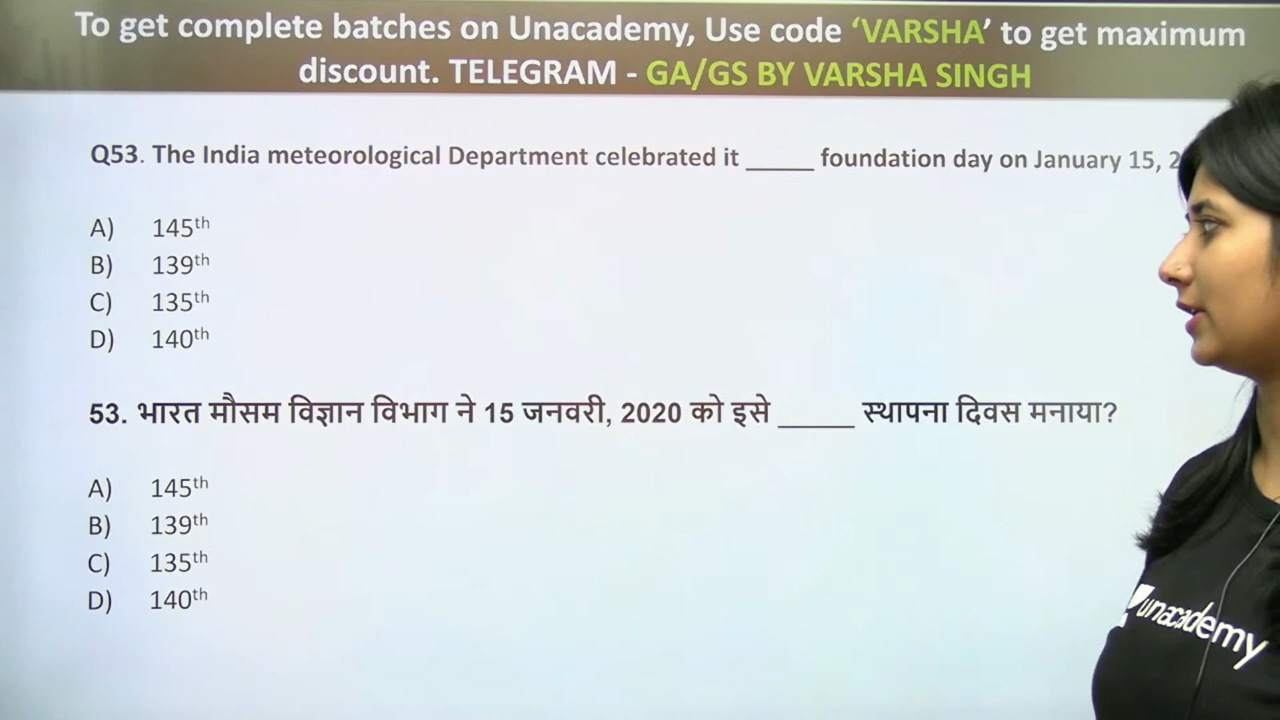 To get complete batches on Unacademy, Use code ‘VARSHA’ to get maximum
discount. TELEGRAM - GA/GS BY VARSHA SINGH
Q53. The India meteorological Department celebrated it _____ foundation day on January 15, 2
A) 145th
B) 139th
C) 135th
D) 140th
53. भारत मौसम विज्ञान विभाग ने 15 जनवरी, 2020 को इसे _____ स्थापना दिवस मनाया?
A) 145th
B) 139th
C) 135th
D) 140th
unacademy